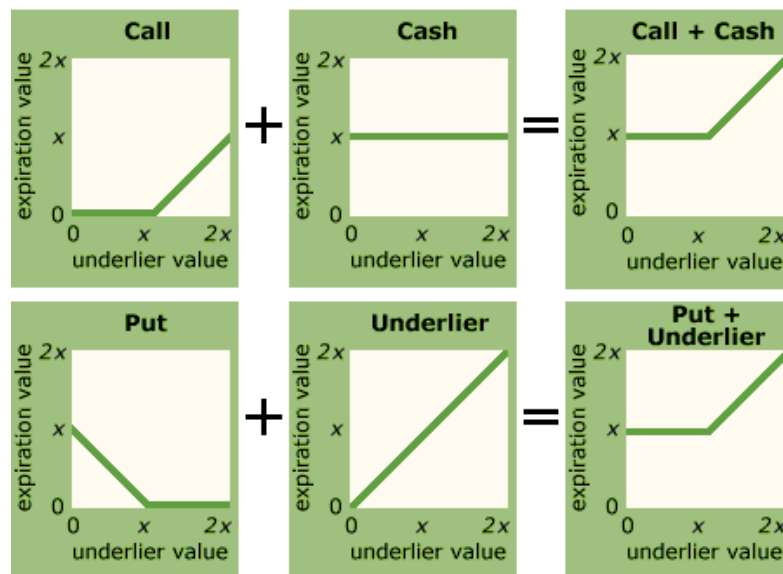 Call
2x
x
0
expiration value
0 x 2x
underlier value
+
Cash
2x
x
0
expiration value
0 x 2x
underlier value
=
Call + Cash
2x
x
0
expiration value
0 x 2x
underlier value
Put
2x
x
0
expiration value
0 x 2x
underlier value
+
Underlier
2x
x
0
expiration value
0 x 2x
underlier value
=
Put +
Underlier
2x
x
0
expiration value
0 x 2x
underlier value